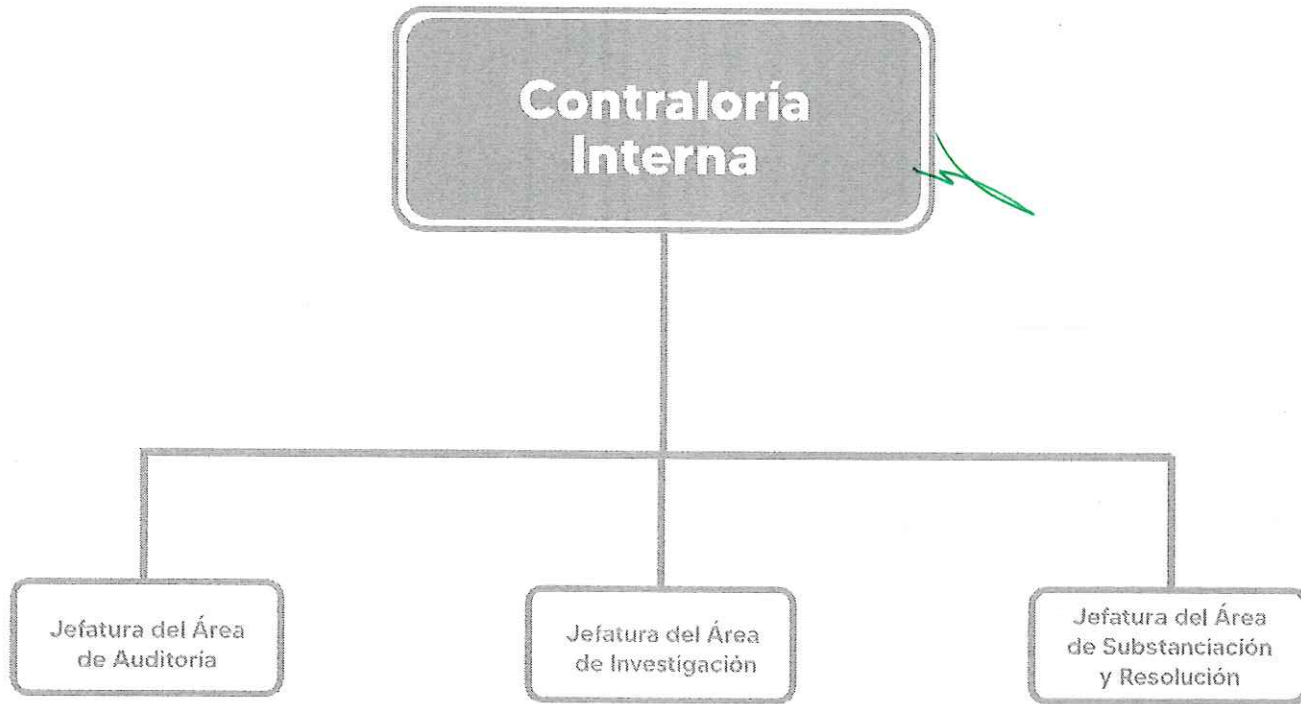 Contraloría
Interna
Jefatura del Área
de Auditoria
Jefatura del Área
de Investigación
Jefatura del Área
de Substanciación
y Resolución